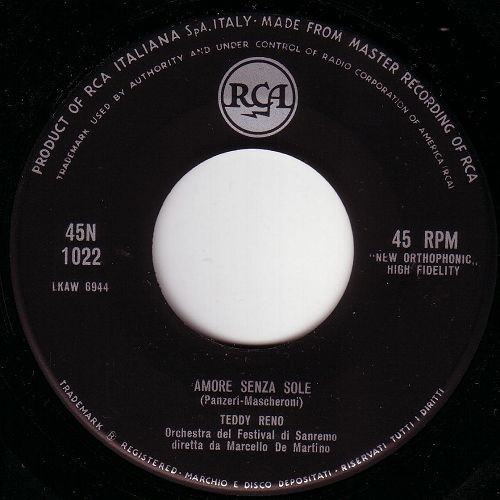 PRODUCT OF RCA ITALIANA SpA, ITALY · MADE FROM MASTER RECORDING OF RCA
TRADEMARK USED BY AUTHORITY AND UNDER CONTROL OF RADIO CORPORATION OF AMERICA (RCA)
RCA
45N
1022
LKAW 6944
45 RPM
"NEW ORTHOPHONIC"
HIGH FIDELITY
AMORE SENZA SOLE
(Panzeri-Mascheroni)
TEDDY RENO
Orchestra del Festival di Sanremo
diretta da Marcello De Martino
TRADEMARK ® REGISTERED · MARCHIO E DISCO DEPOSITATI · RISERVATI TUTTI I DIRITTI